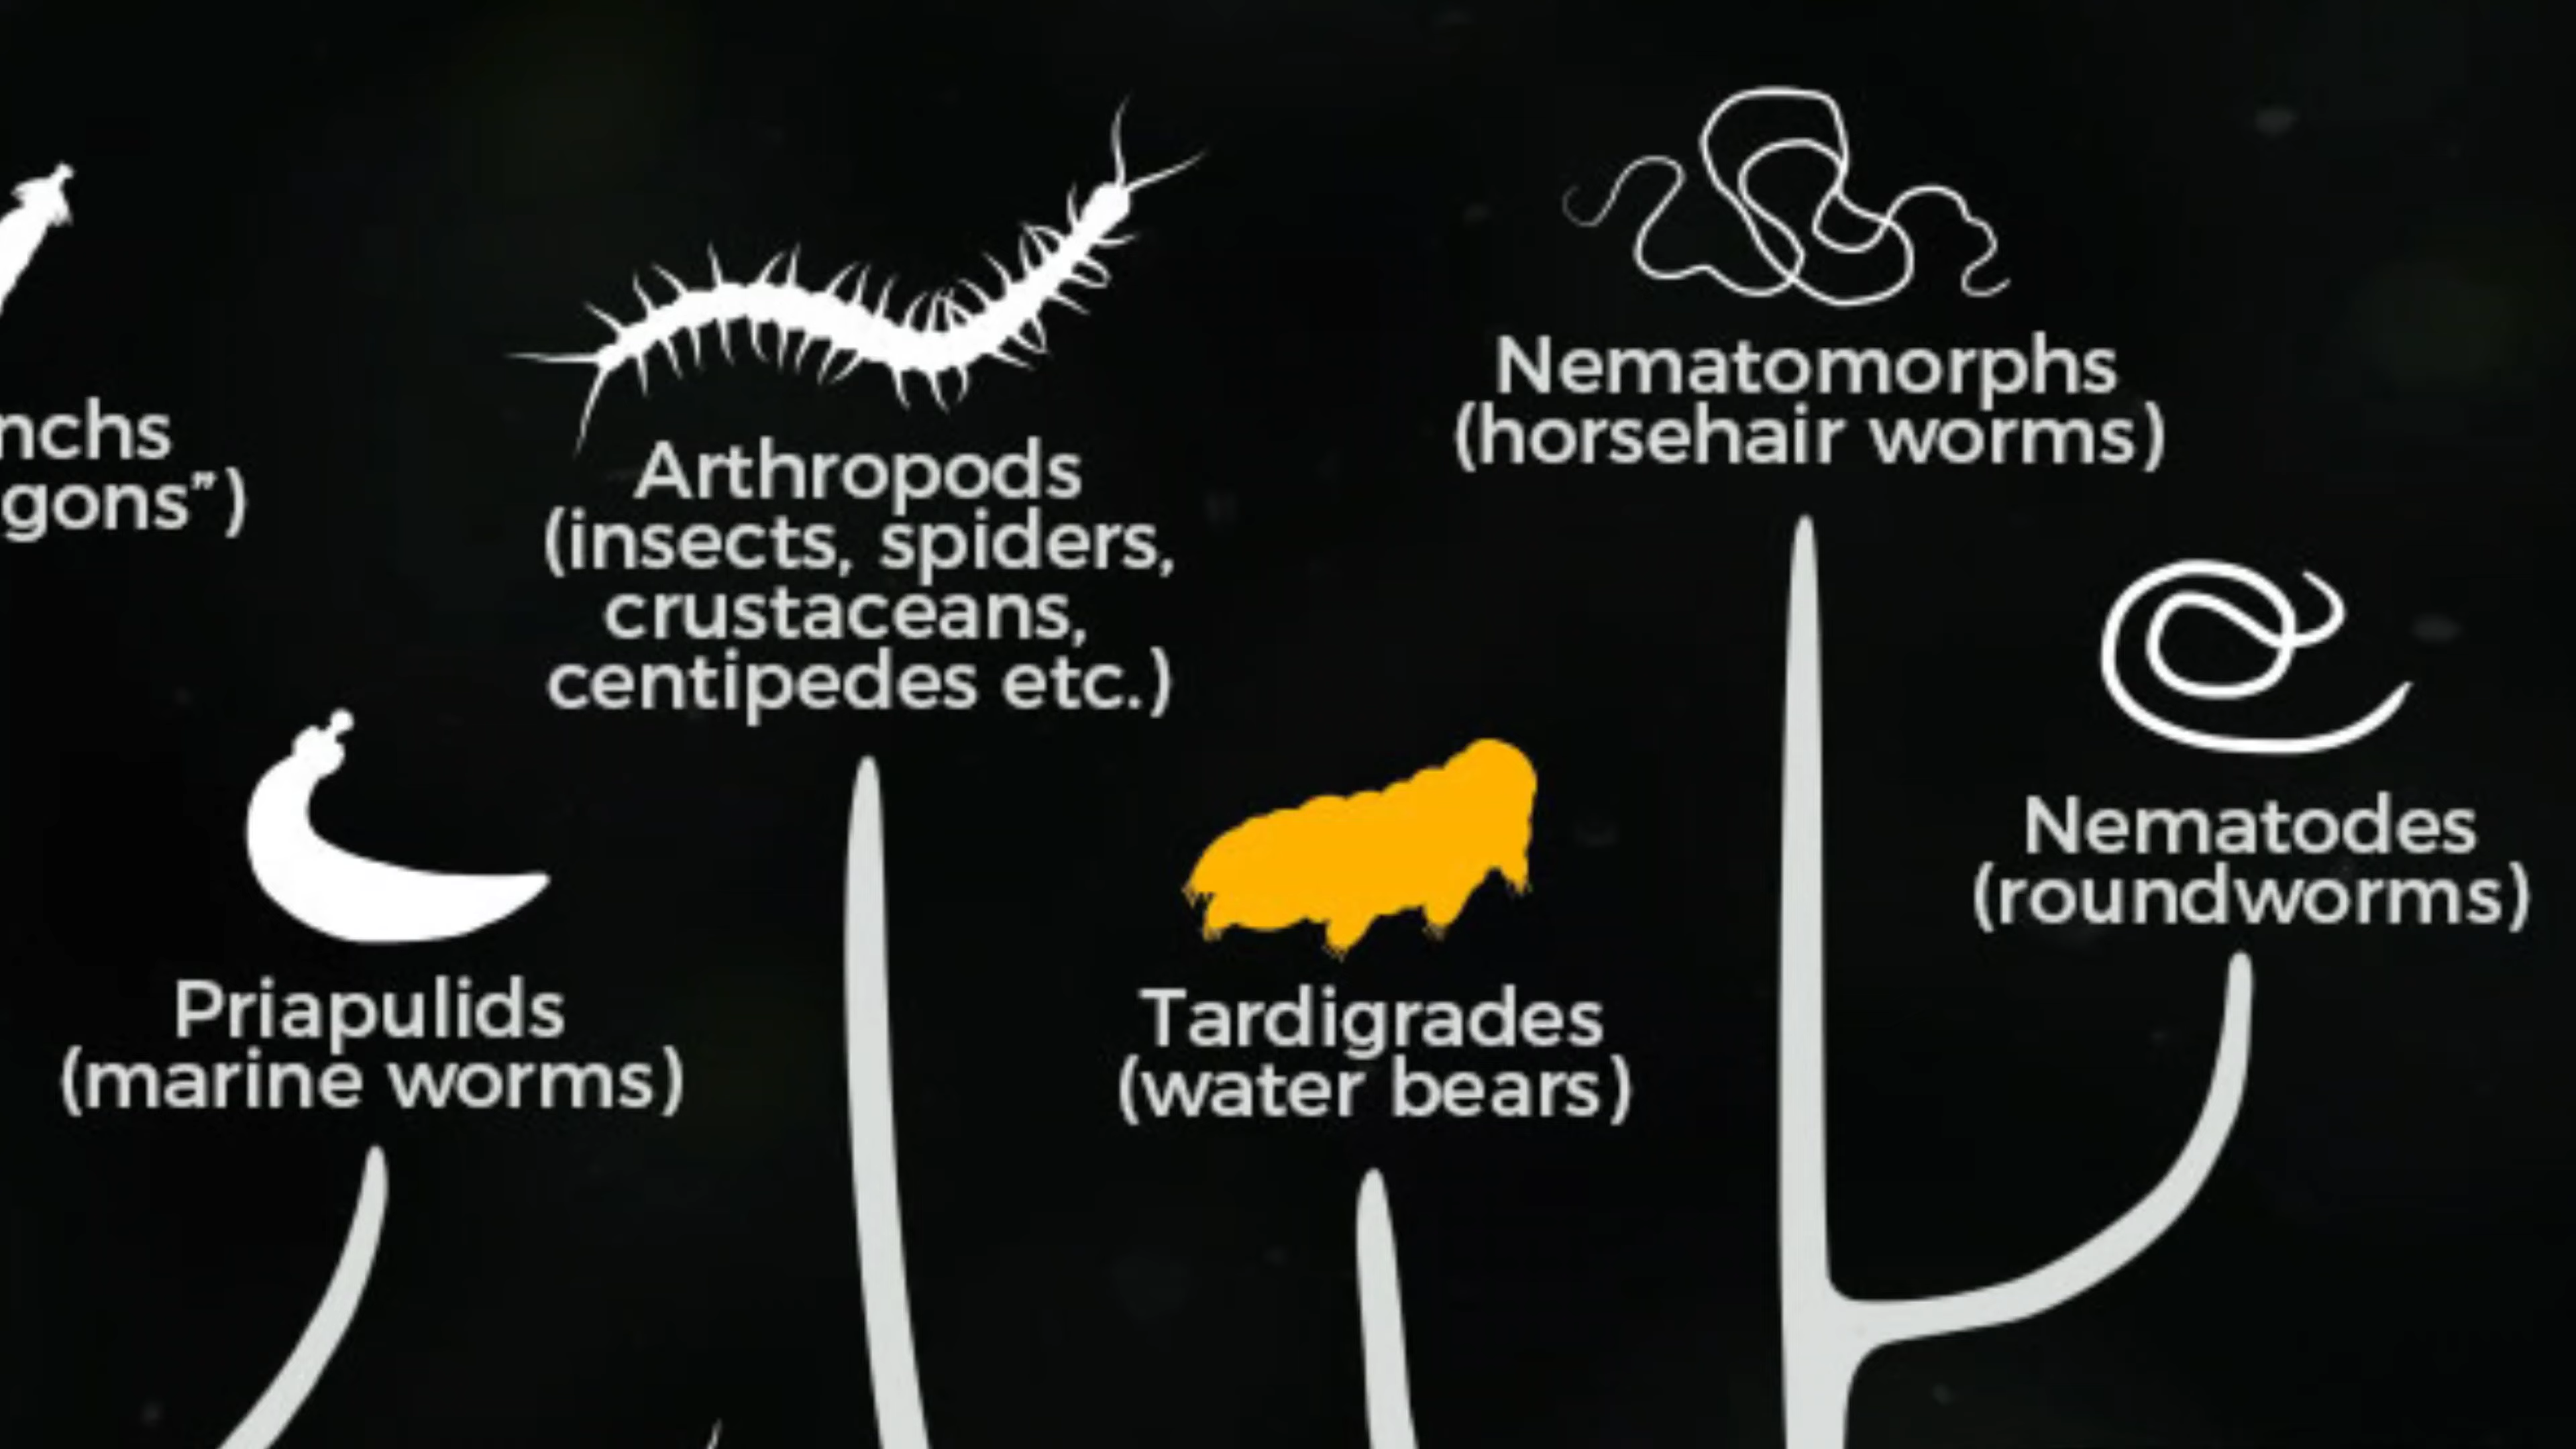 nchs
gons”)
Arthropods
(insects, spiders,
crustaceans,
centipedes etc.)
Nematomorphs
(horsehair worms)
Nematodes
(roundworms)
Priapulids
(marine worms)
Tardigrades
(water bears)